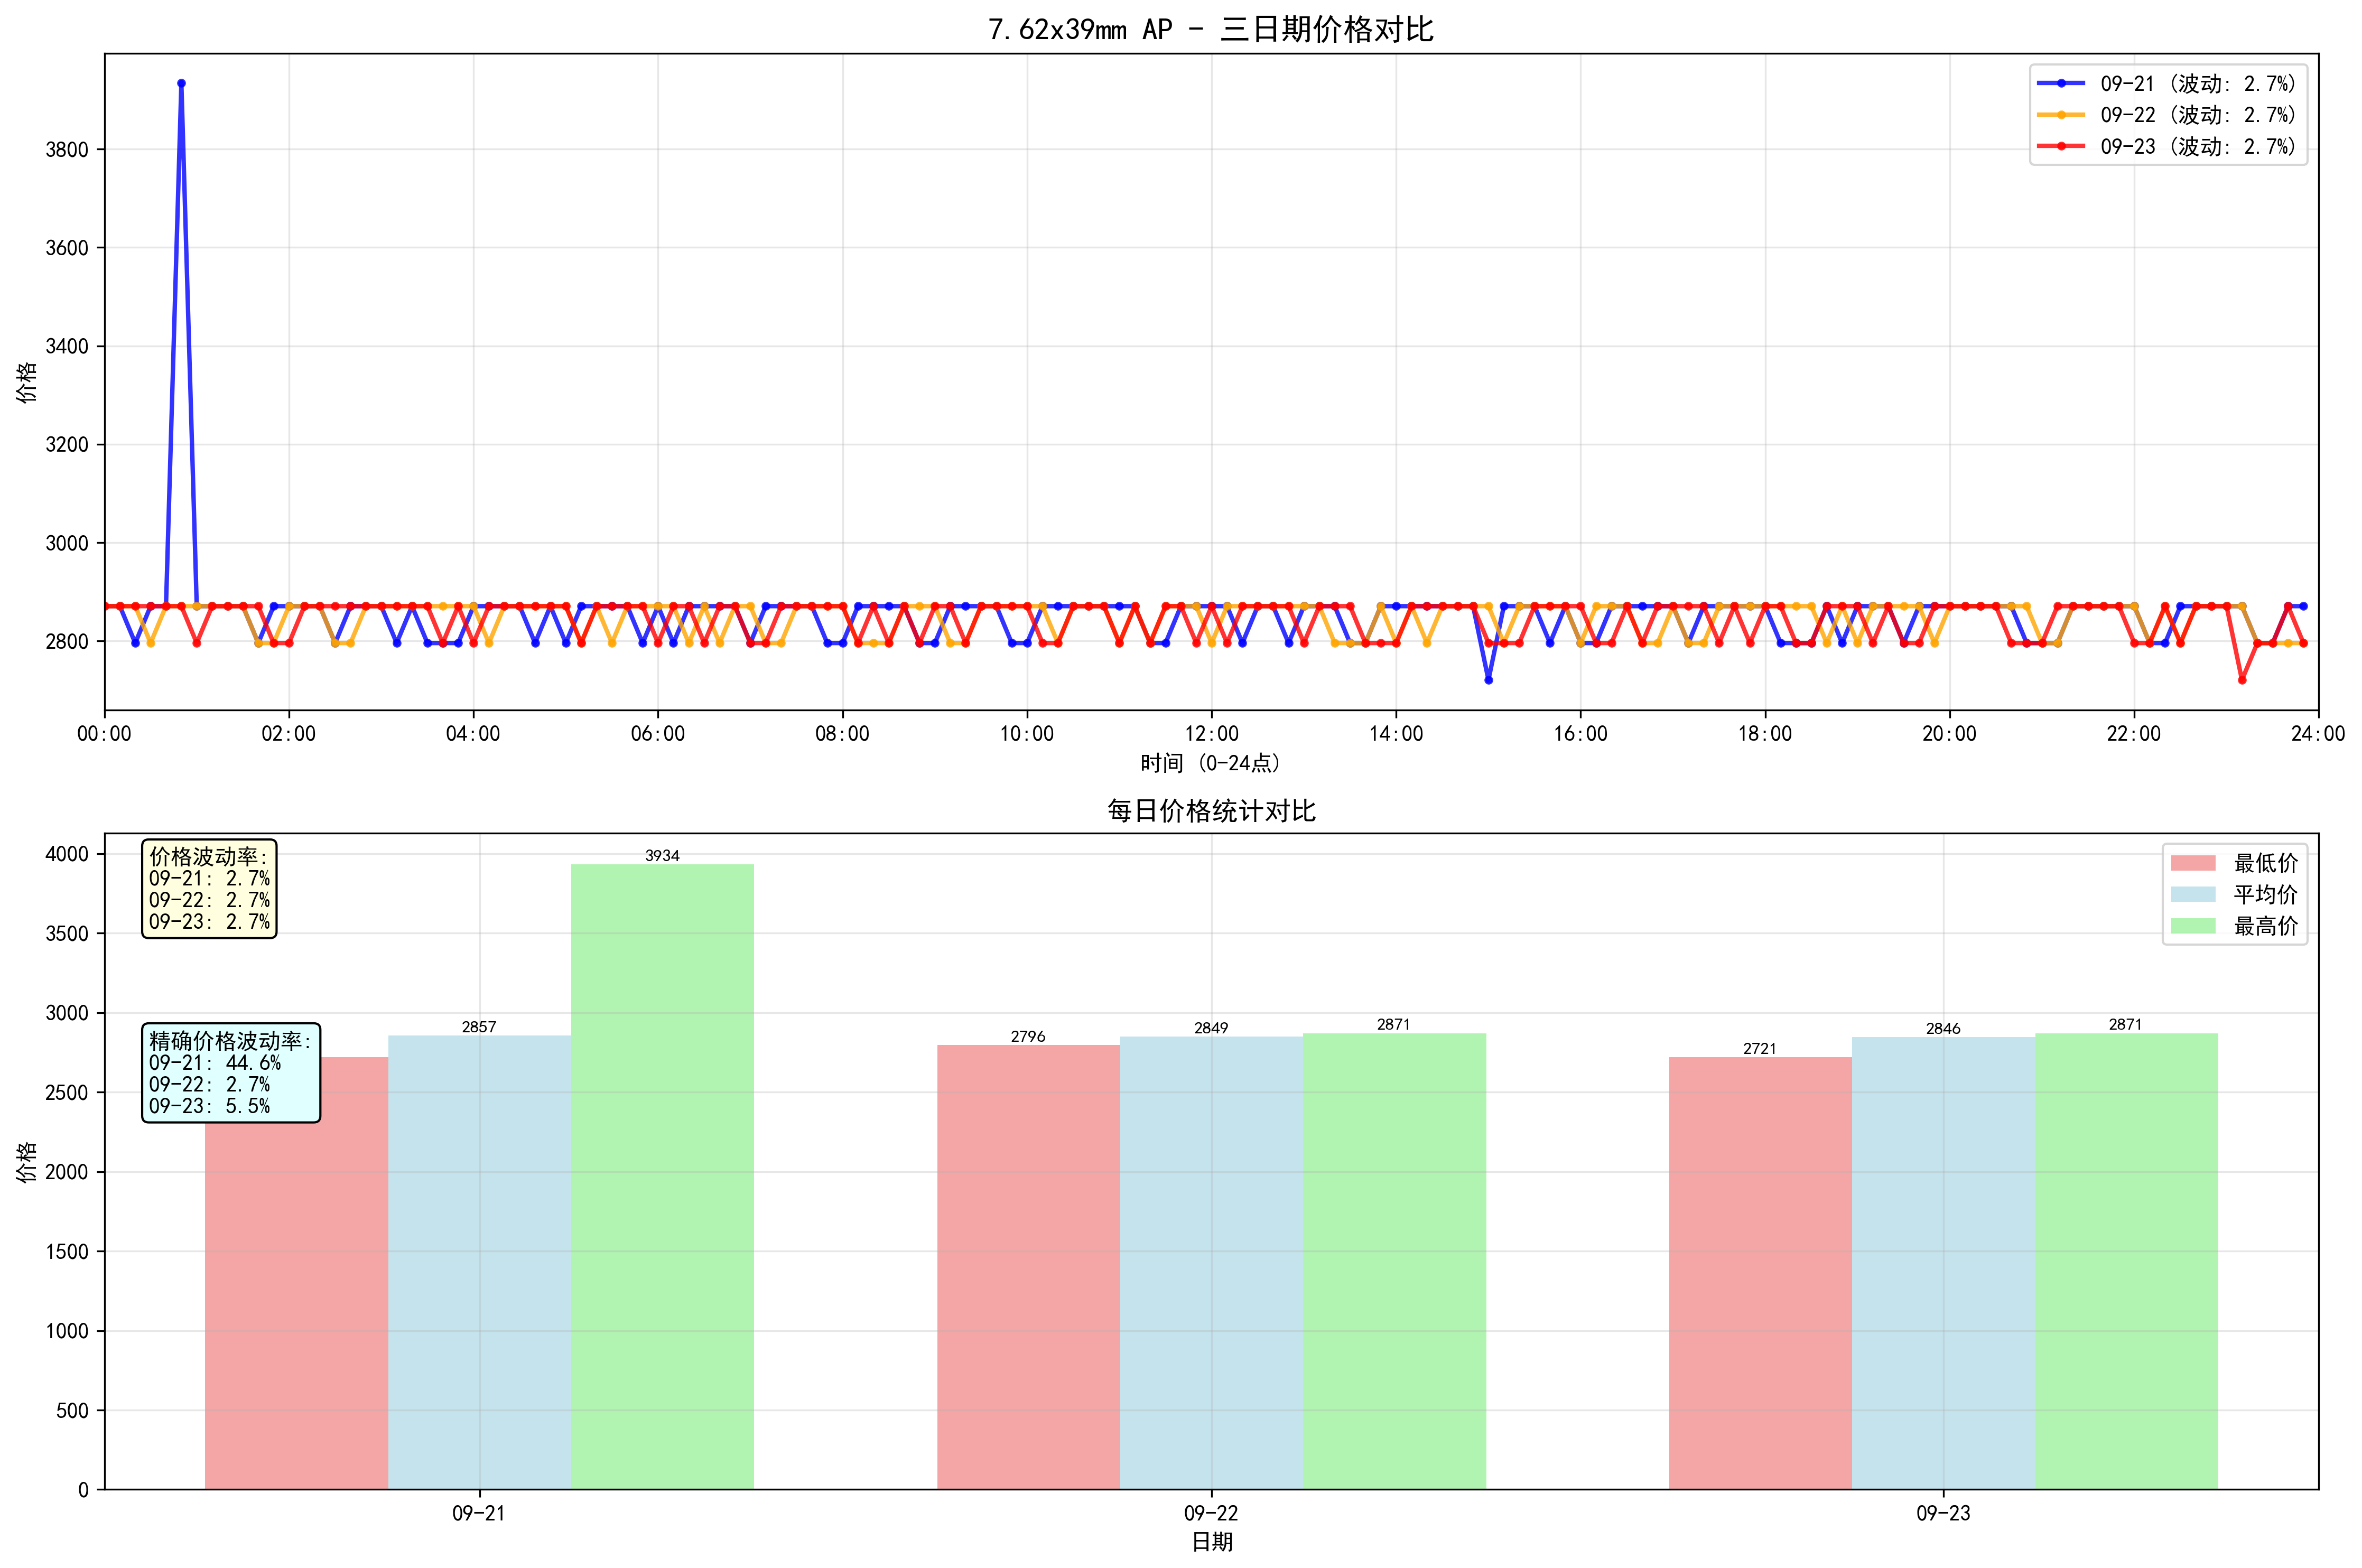 7.62x39mm AP - 三日期价格对比
09-21 (波动: 2.7%)
09-22 (波动: 2.7%)
09-23 (波动: 2.7%)
价格
3800
3600
3400
3200
3000
2800
00:00 02:00 04:00 06:00 08:00 10:00 12:00 14:00 16:00 18:00 20:00 22:00 24:00
时间 (0-24点)
每日价格统计对比
价格波动率:
09-21: 2.7%
09-22: 2.7%
09-23: 2.7%
精确价格波动率:
09-21: 44.6%
09-22: 2.7%
09-23: 5.5%
最低价
平均价
最高价
价格
4000
3500
3000
2500
2000
1500
1000
500
0
2857
3934
2796
2849
2871
2721
2846
2871
09-21 09-22 09-23
日期